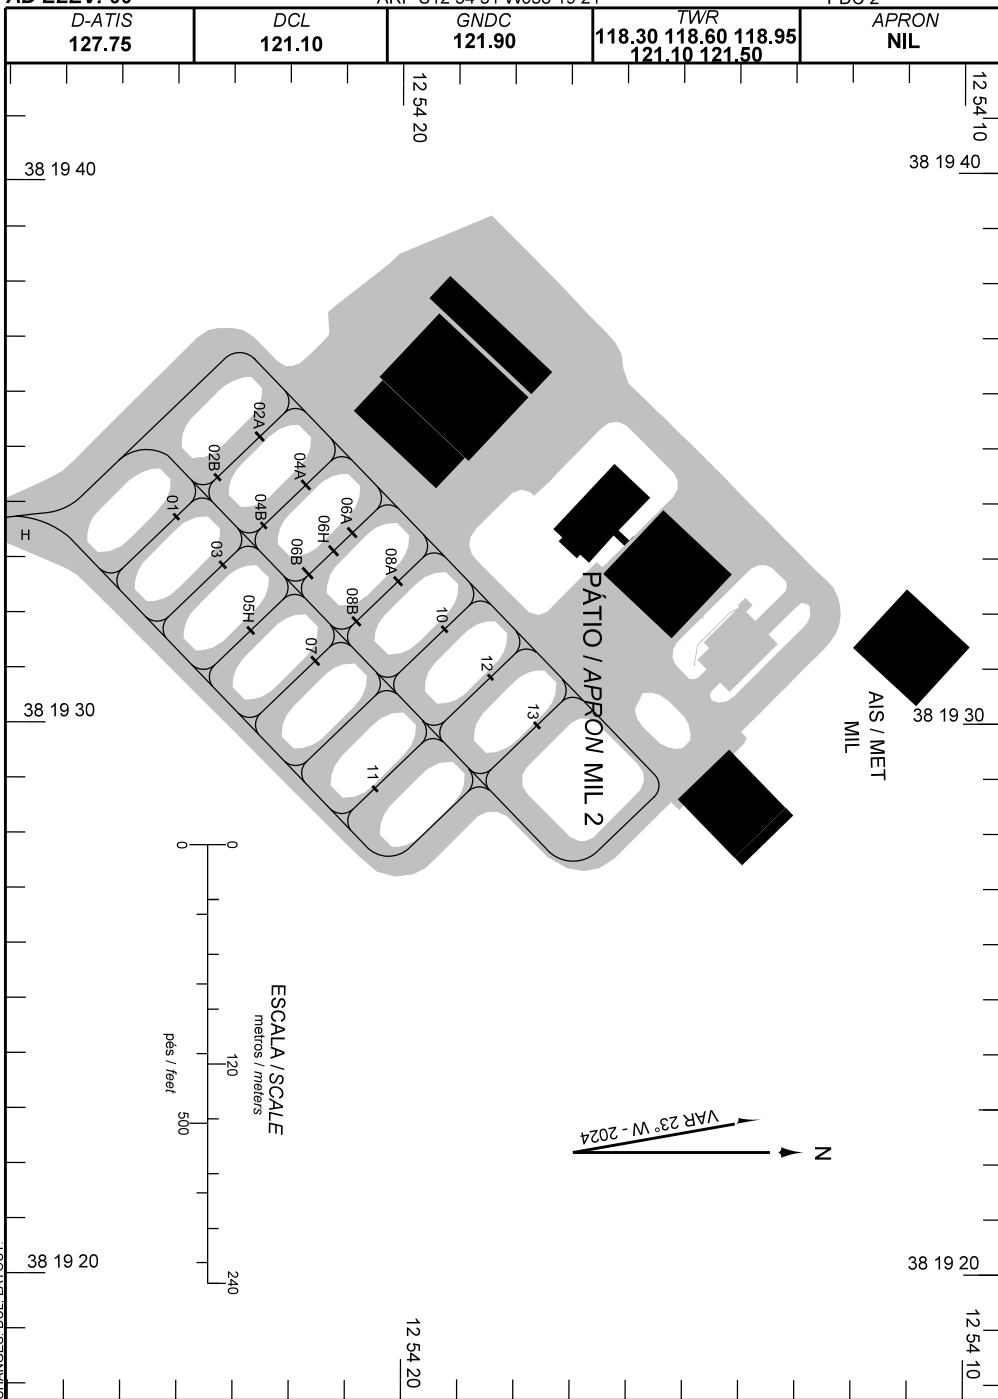 D-ATIS
127.75
DCL
121.10
GNDC
121.90
TWR
118.30 118.60 118.95
121.10 121.50
APRON
NIL
12 54 20
12 54 10
38 19 40
38 19 40
02A
02B
04A
04B
01
06A
06H
06B
03
08A
08B
05H
10
07
12
13
11
H
PÁTIO / APRON MIL 2
AIS / MET
MIL
38 19 30
38 19 30
0
0
ESCALA / SCALE
metros / meters
pés / feet
120
500
240
VAR 23° W - 2024
N
38 19 20
38 19 20
12 54 20
12 54 10